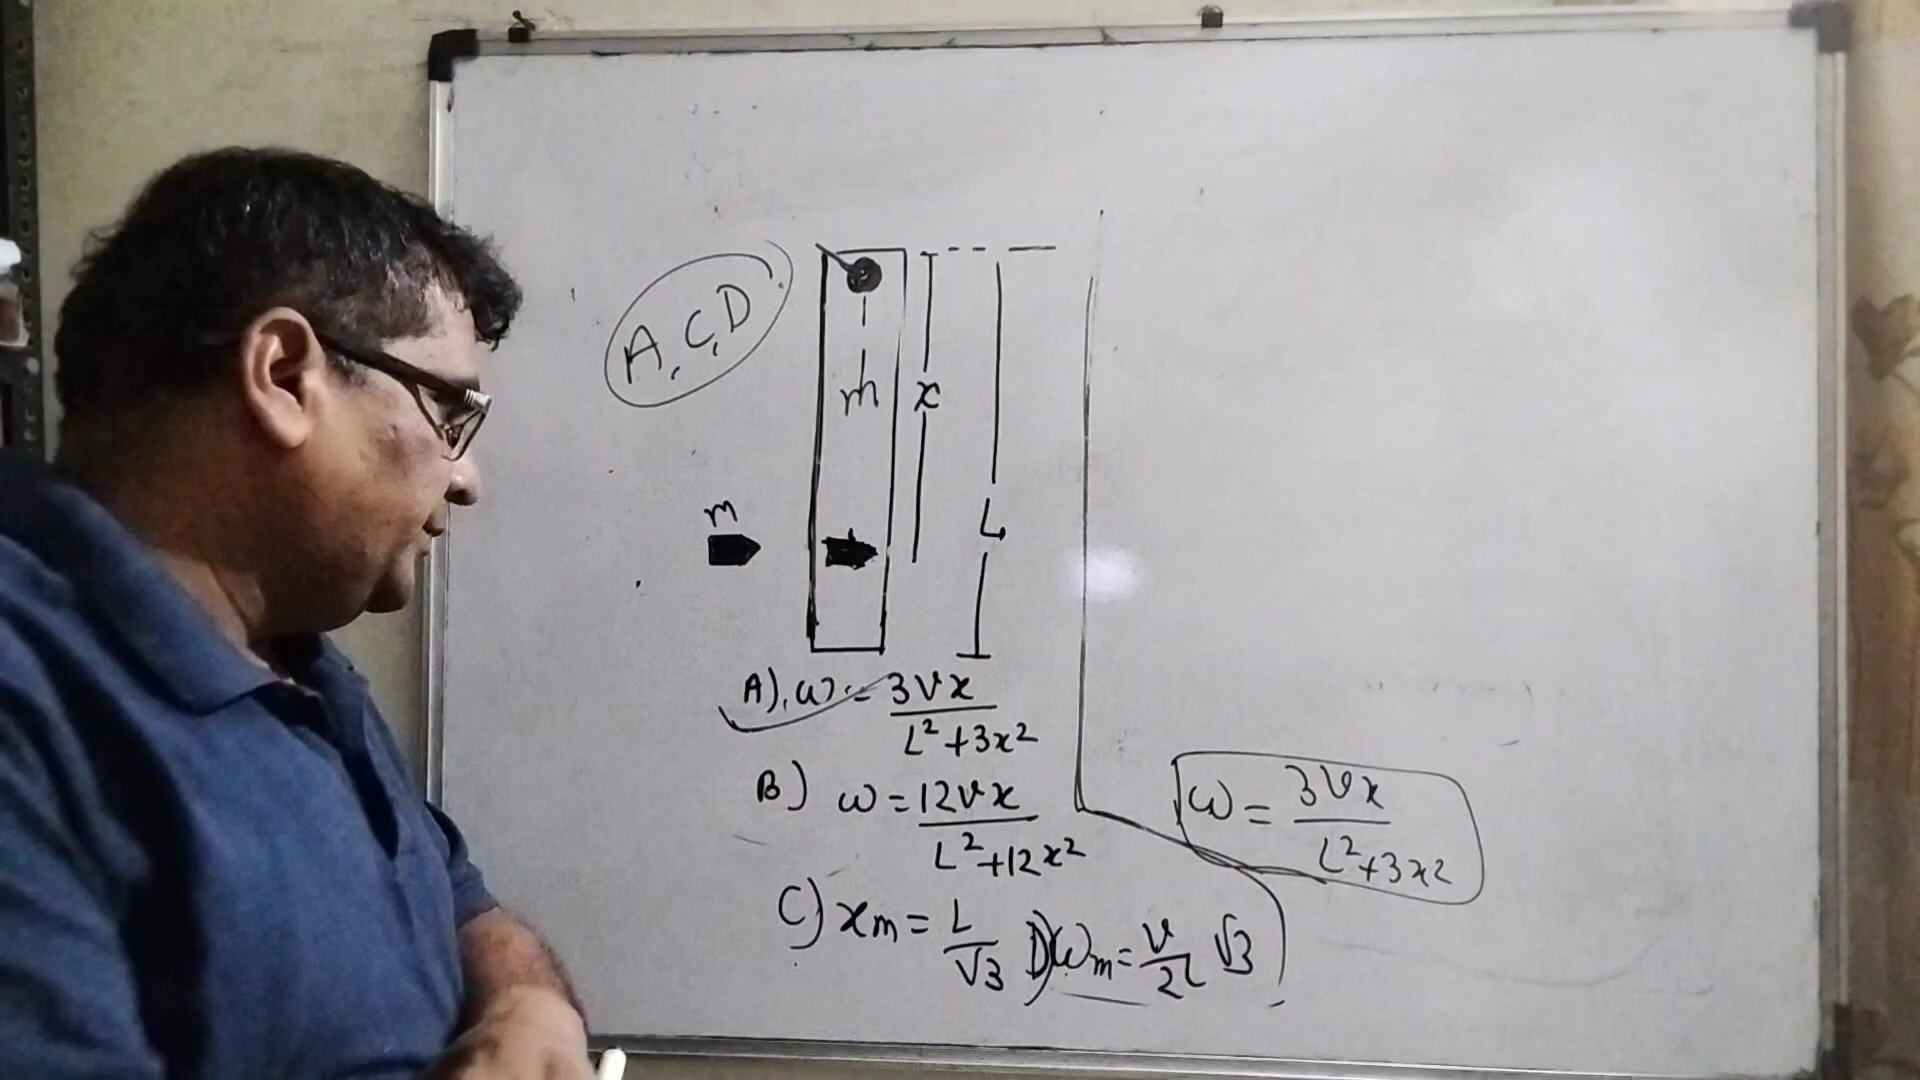 A, C, D
m
x
L
m
A). ω = 3vx / L²+3x²
B) ω = 12vx / L²+12x²
C) xm = L/√3 D) ωm = v/2L √3
ω = 3vx / L²+3x²